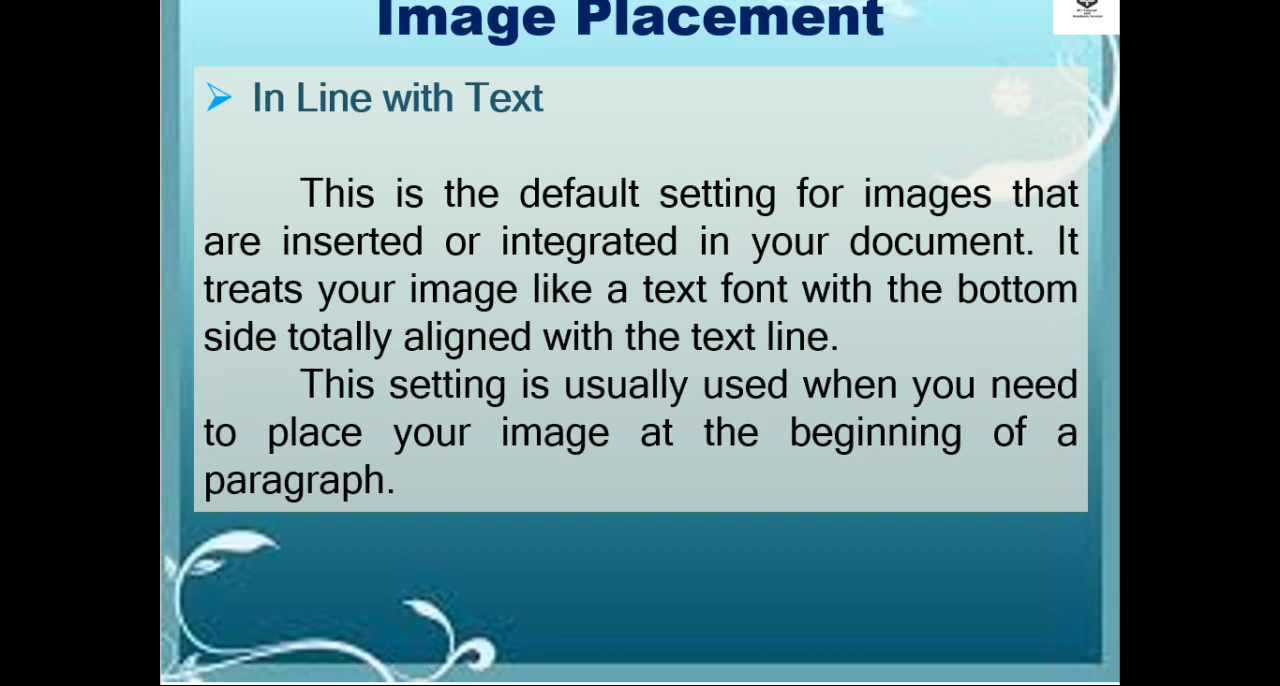 Image Placement
In Line with Text
This is the default setting for images that
are inserted or integrated in your document. It
treats your image like a text font with the bottom
side totally aligned with the text line.
This setting is usually used when you need
to place your image at the beginning of a
paragraph.